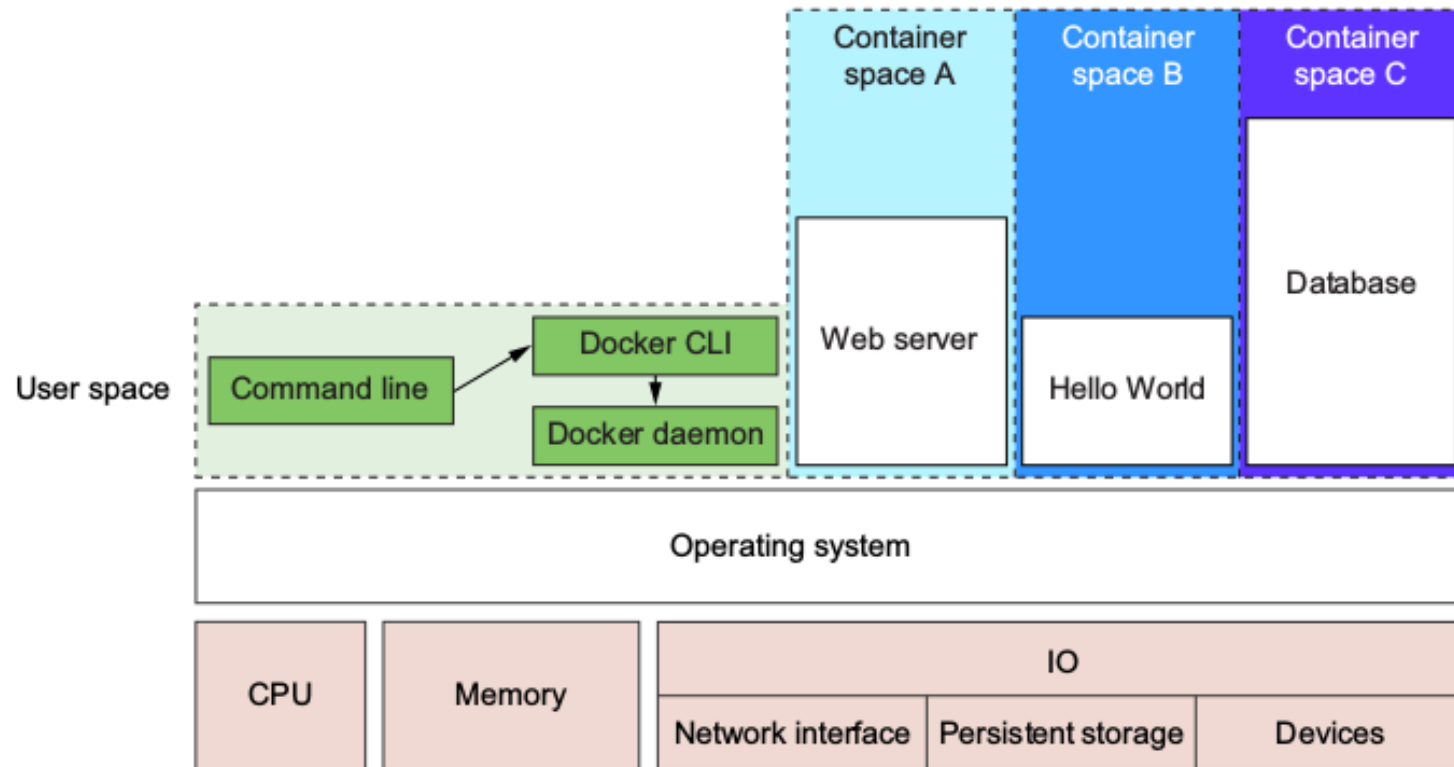 Container
space A
Container
space B
Container
space C
Database
Web server
Docker CLI
User space
Command line
Hello World
Docker daemon
Operating system
CPU
Memory
IO
Network interface
Persistent storage
Devices